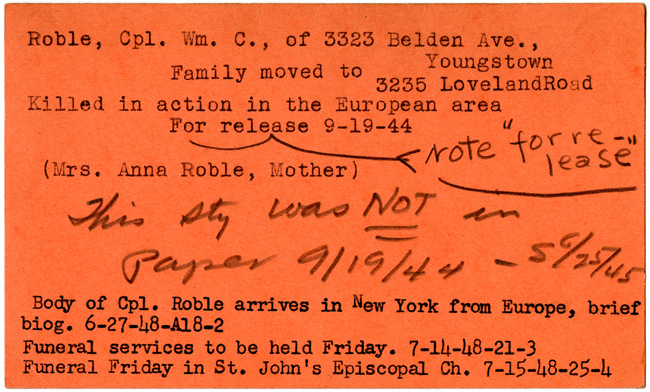 Roble, Cpl. Wm. C., of 3323 Belden Ave.,
Youngstown
Family moved to 3235 LovelandRoad
Killed in action in the European area
For release 9-19-44
Note "for re-
lease"
(Mrs. Anna Roble, Mother)
This sty was NOT in
Paper 9/19/44 - 5 6/25/45
Body of Cpl. Roble arrives in New York from Europe, brief
biog. 6-27-48-A18-2
Funeral services to be held Friday. 7-14-48-21-3
Funeral Friday in St. John's Episcopal Ch. 7-15-48-25-4